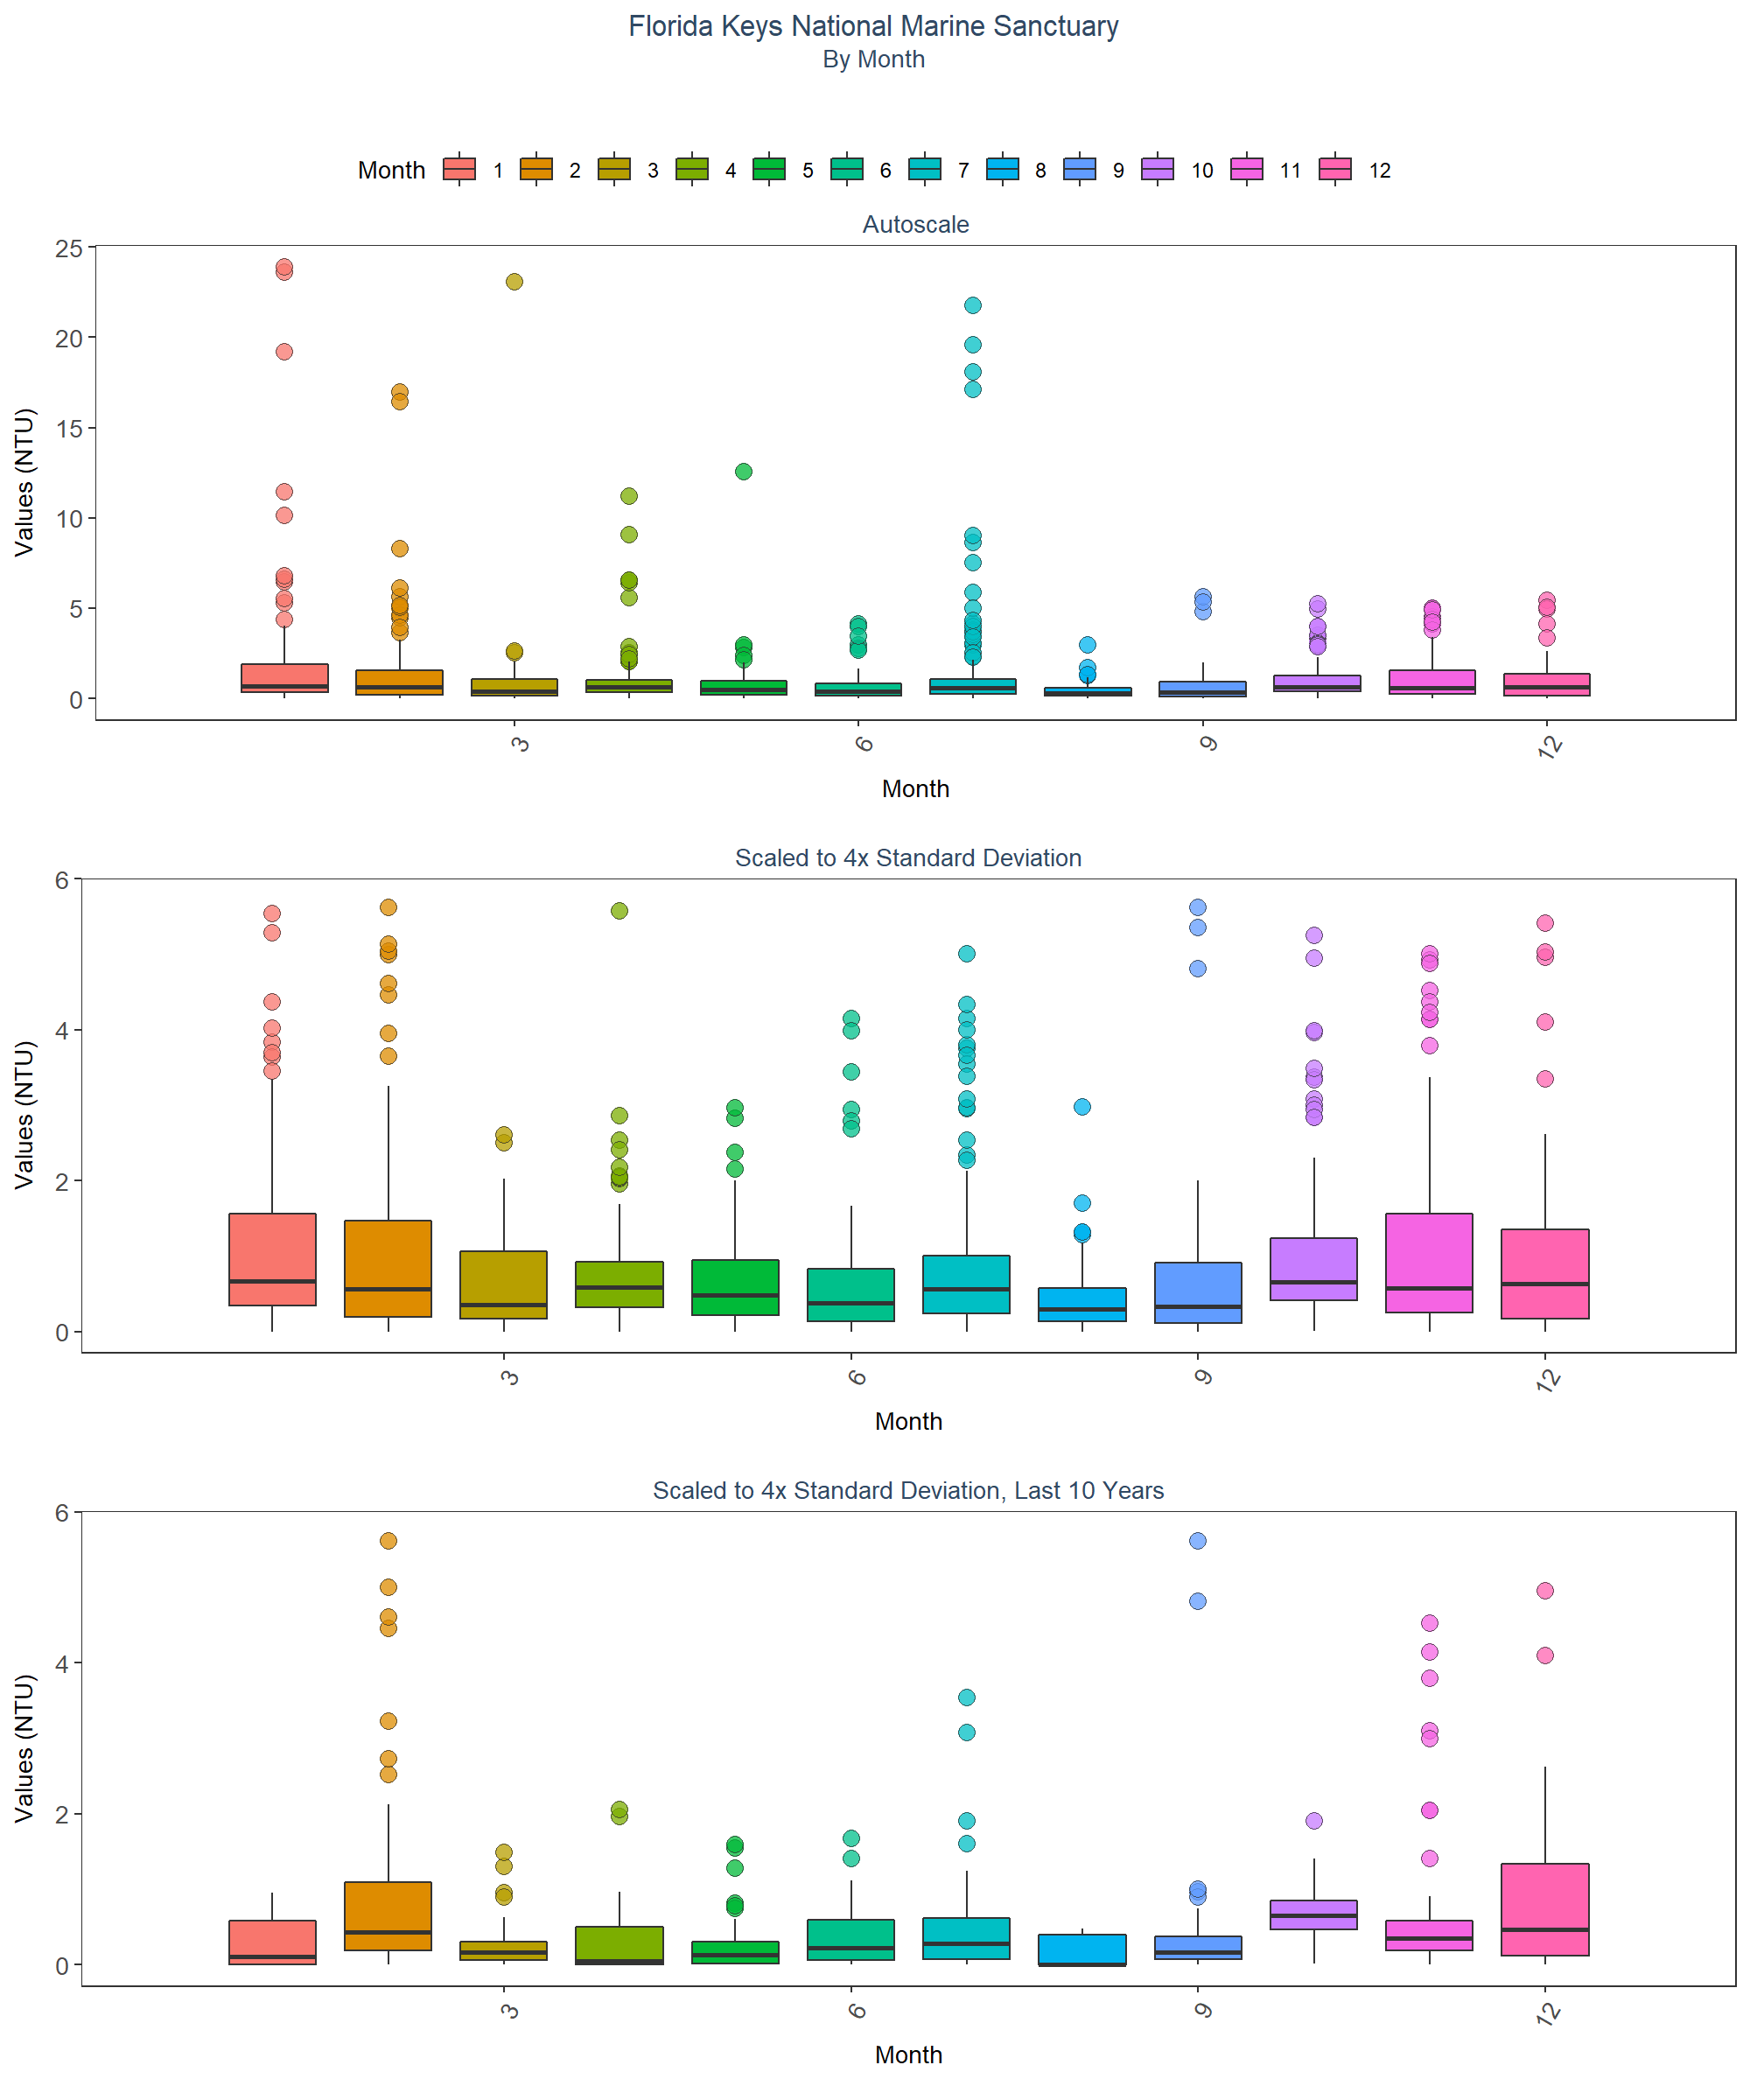 Florida Keys National Marine Sanctuary
By Month
Month 1 2 3 4 5 6 7 8 9 10 11 12
Autoscale
25
20
15
10
5
0
Values (NTU)
3 6 9 12
Month
Scaled to 4x Standard Deviation
6
4
2
0
Values (NTU)
3 6 9 12
Month
Scaled to 4x Standard Deviation, Last 10 Years
6
4
2
0
Values (NTU)
3 6 9 12
Month